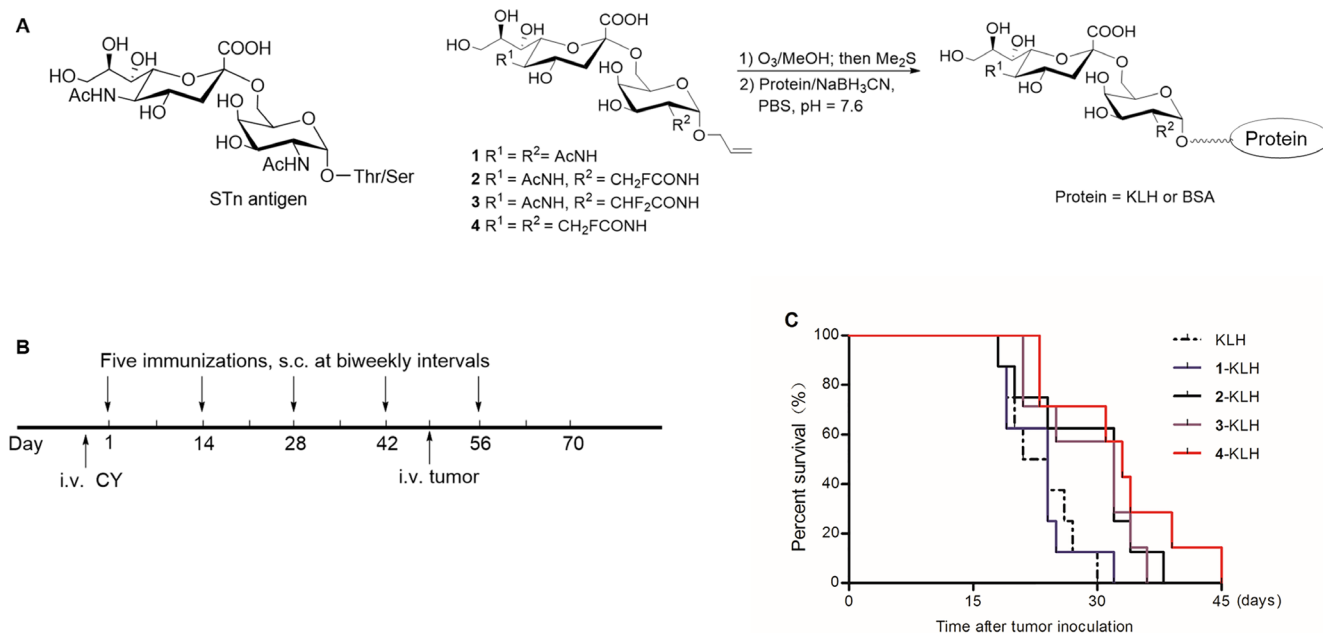 A
OH
OH
COOH
HO
O
O
AcHN
HO
HO
O
HO
AcHN
O
Thr/Ser
STn antigen
OH
OH
COOH
HO
O
O
R¹
HO
HO
O
HO
R²
O
1 R¹ = R²= AcNH
2 R¹ = AcNH, R² = CH₂FCONH
3 R¹ = AcNH, R² = CHF₂CONH
4 R¹ = R² = CH₂FCONH
1) O₃/MeOH; then Me₂S
2) Protein/NaBH₃CN,
PBS, pH = 7.6
OH
OH
COOH
HO
O
O
R¹
HO
HO
O
HO
R²
O
Protein
Protein = KLH or BSA
B
Five immunizations, s.c. at biweekly intervals
Day 1 14 28 42 56 70
i.v. CY
i.v. tumor
C
Percent survival (%)
100
80
60
40
20
0
0 15 30 45 (days)
Time after tumor inoculation
KLH
1-KLH
2-KLH
3-KLH
4-KLH